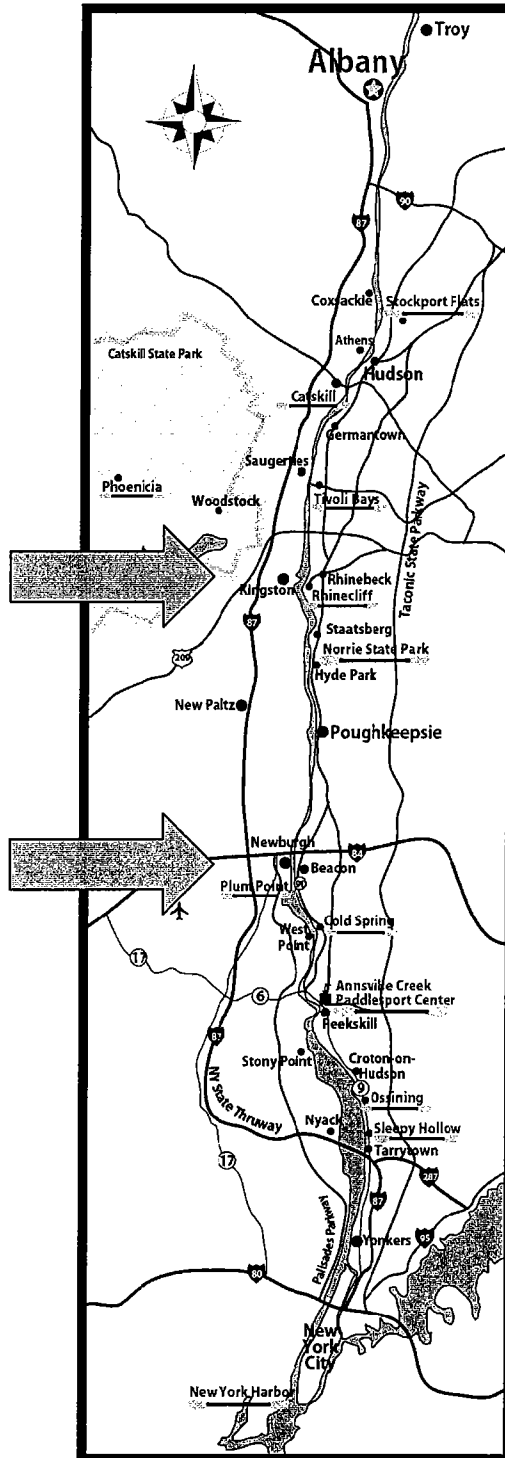 Troy
Albany
90
87
Coxsackie
Stockport Flats
Athens
Catskill State Park
Hudson
Catskill
Germantown
Saugerties
Phoenicia
Tivoli Bays
Woodstock
Taconic State Parkway
Kingston
Rhinebeck
Rhinecliff
87
Staatsberg
209
Norrie State Park
Hyde Park
New Paltz
Poughkeepsie
Newburgh
84
Beacon
Plum Point
Cold Spring
West
Point
17
6
Annsville Creek
Paddlesport Center
Peekskill
87
Stony Point
Croton-on-
Hudson
9
NY State Thruway
Ossining
Nyack
Sleepy Hollow
Tarrytown
17
287
87
Palisades Parkway
95
Yonkers
80
New
York
City
New York Harbor